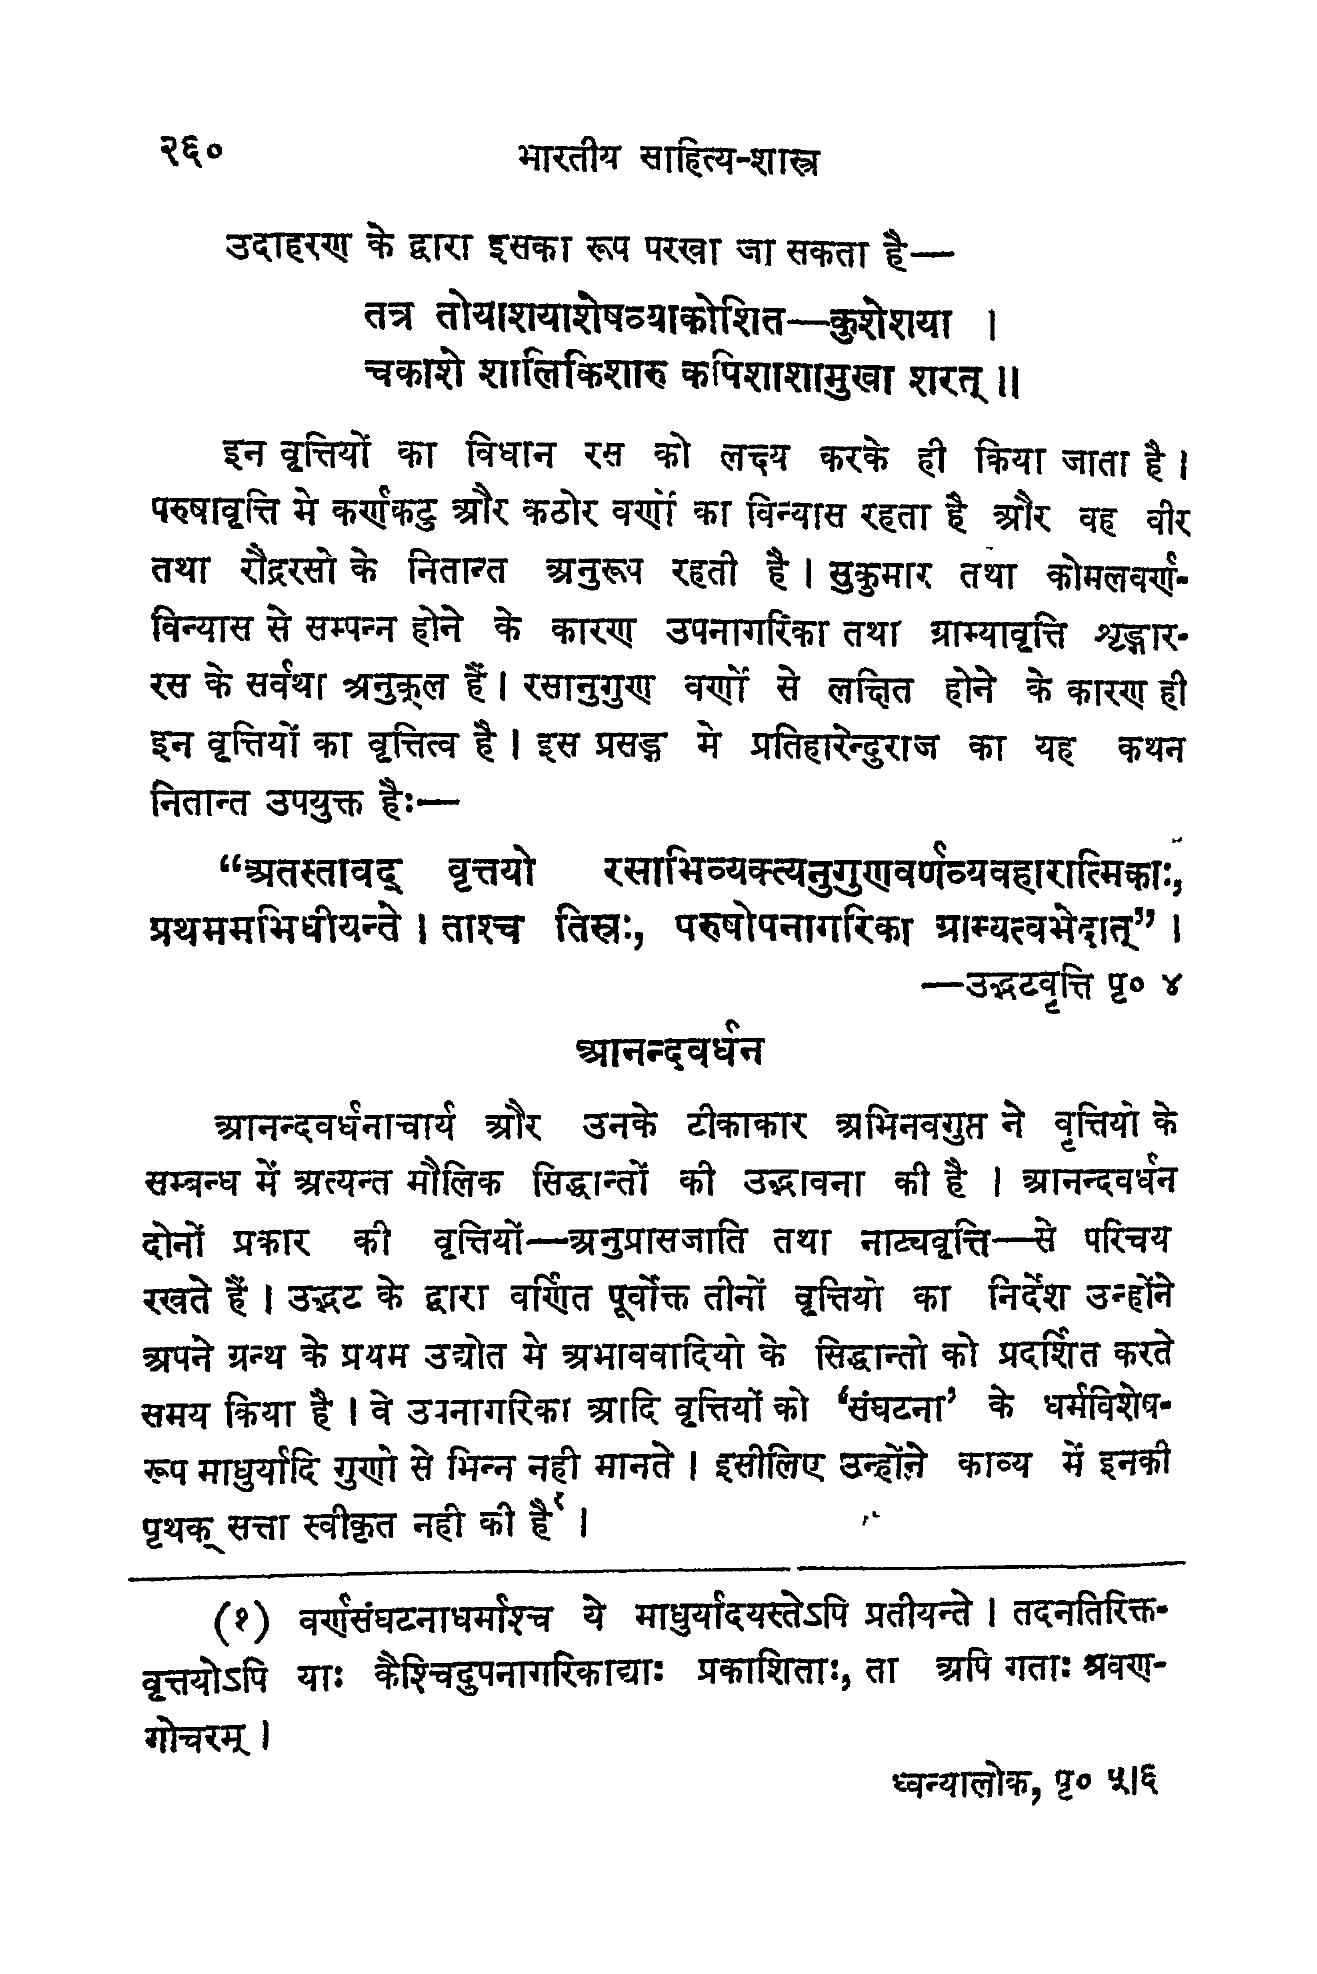 २६० भारतीय साहित्य-शास्त्र
उदाहरण के द्वारा इसका रूप परखा जा सकता है—
तत्र तोयाशयाशेषव्याकोशित—कुशेशया ।
चकाशे शालिकिशारु कपिशाशामुखा शरत् ॥
इन वृत्तियों का विधान रस को लक्ष्य करके ही किया जाता है ।
परुषावृत्ति मे कर्णकटु और कठोर वर्णों का विन्यास रहता है और वह वीर
तथा रौद्ररसो के नितान्त अनुरूप रहती है । सुकुमार तथा कोमलवर्ण-
विन्यास से सम्पन्न होने के कारण उपनागरिका तथा ग्राम्यावृत्ति शृङ्गार-
रस के सर्वथा अनुकूल हैं । रसानुगुण वर्णों से लक्षित होने के कारण ही
इन वृत्तियों का वृत्तित्व है । इस प्रसङ्ग मे प्रतिहारेन्दुराज का यह कथन
नितान्त उपयुक्त है:—
“अतस्तावद् वृत्तयो रसाभिव्यक्त्यनुगुणवर्णव्यवहारात्मिकाः,
प्रथममभिधीयन्ते । ताश्च तिस्रः, परुषोपनागरिका ग्राम्यत्वभेदात्” ।
—उद्भटवृत्ति पृ० ४
आनन्दवर्धन
आनन्दवर्धनाचार्य और उनके टीकाकार अभिनवगुप्त ने वृत्तियो के
सम्बन्ध में अत्यन्त मौलिक सिद्धान्तों की उद्भावना की है । आनन्दवर्धन
दोनों प्रकार की वृत्तियों—अनुप्रासजाति तथा नाट्यवृत्ति—से परिचय
रखते हैं । उद्भट के द्वारा वर्णित पूर्वोक्त तीनों वृत्तियो का निर्देश उन्होंने
अपने ग्रन्थ के प्रथम उद्योत मे अभाववादियो के सिद्धान्तो को प्रदर्शित करते
समय किया है । वे उपनागरिका आदि वृत्तियों को ‘संघटना’ के धर्मविशेष-
रूप माधुर्यादि गुणो से भिन्न नही मानते । इसीलिए उन्होंने काव्य में इनकी
पृथक् सत्ता स्वीकृत नही की है<sup>१</sup> ।
(१) वर्णसंघटनाधर्माश्च ये माधुर्यादयस्तेऽपि प्रतीयन्ते । तदनतिरिक्त-
वृत्तयोऽपि याः कैश्चिदुपनागरिकाद्याः प्रकाशिताः, ता अपि गताः श्रवण-
गोचरम् ।
ध्वन्यालोक, पृ० ५।६